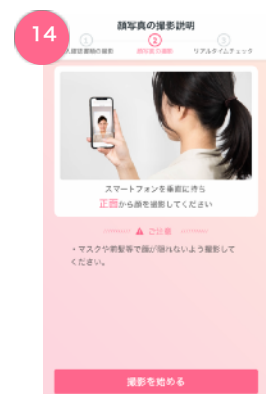 14
顔写真の撮影説明
1
2
3
本人確認書類の撮影
顔写真の撮影
リアルタイムチェック
スマートフォンを垂直に持ち
正面から顔を撮影してください
ご注意
・マスクや前髪等で顔が隠れないよう撮影して
ください。
撮影を始める